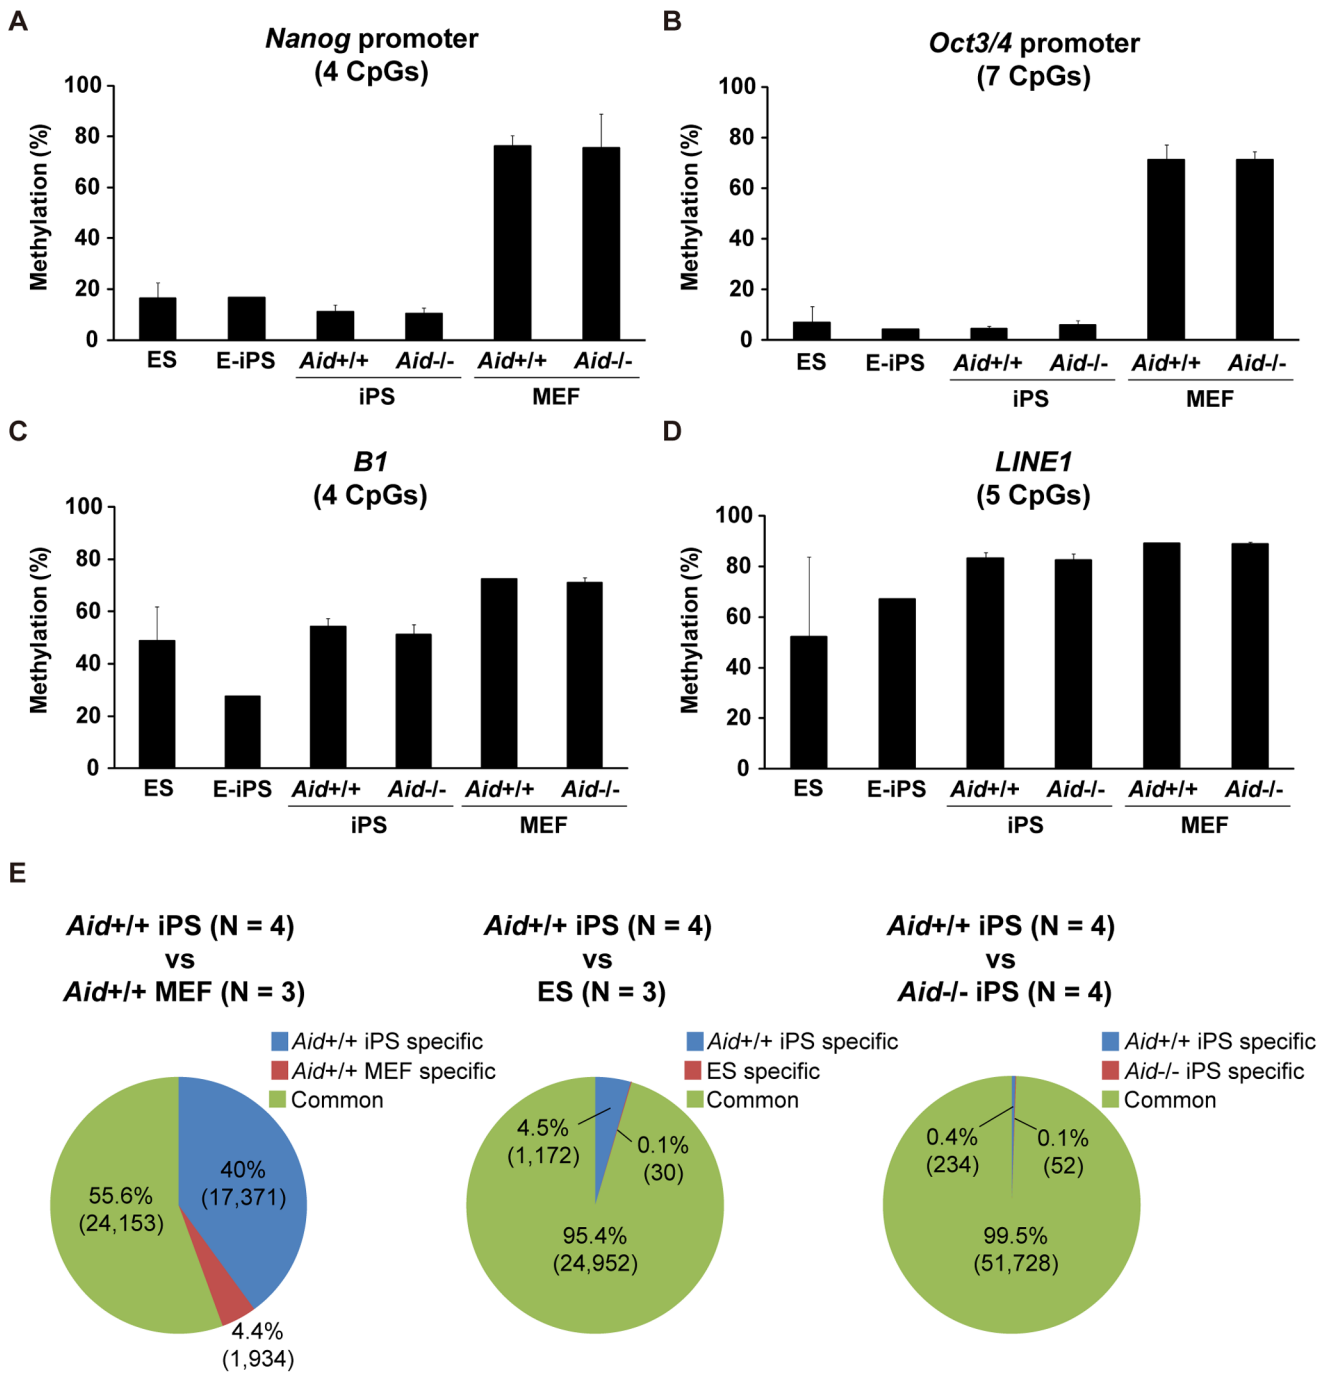 A
Nanog promoter
(4 CpGs)
Methylation (%)
100
80
60
40
20
0
ES
E-iPS
Aid+/+
Aid-/-
Aid+/+
Aid-/-
iPS
MEF
B
Oct3/4 promoter
(7 CpGs)
Methylation (%)
100
80
60
40
20
0
ES
E-iPS
Aid+/+
Aid-/-
Aid+/+
Aid-/-
iPS
MEF
C
B1
(4 CpGs)
Methylation (%)
100
80
60
40
20
0
ES
E-iPS
Aid+/+
Aid-/-
Aid+/+
Aid-/-
iPS
MEF
D
LINE1
(5 CpGs)
Methylation (%)
100
80
60
40
20
0
ES
E-iPS
Aid+/+
Aid-/-
Aid+/+
Aid-/-
iPS
MEF
E
Aid+/+ iPS (N = 4)
vs
Aid+/+ MEF (N = 3)
Aid+/+ iPS specific
Aid+/+ MEF specific
Common
40%
(17,371)
55.6%
(24,153)
4.4%
(1,934)
Aid+/+ iPS (N = 4)
vs
ES (N = 3)
Aid+/+ iPS specific
ES specific
Common
4.5%
(1,172)
0.1%
(30)
95.4%
(24,952)
Aid+/+ iPS (N = 4)
vs
Aid-/- iPS (N = 4)
Aid+/+ iPS specific
Aid-/- iPS specific
Common
0.4%
(234)
0.1%
(52)
99.5%
(51,728)